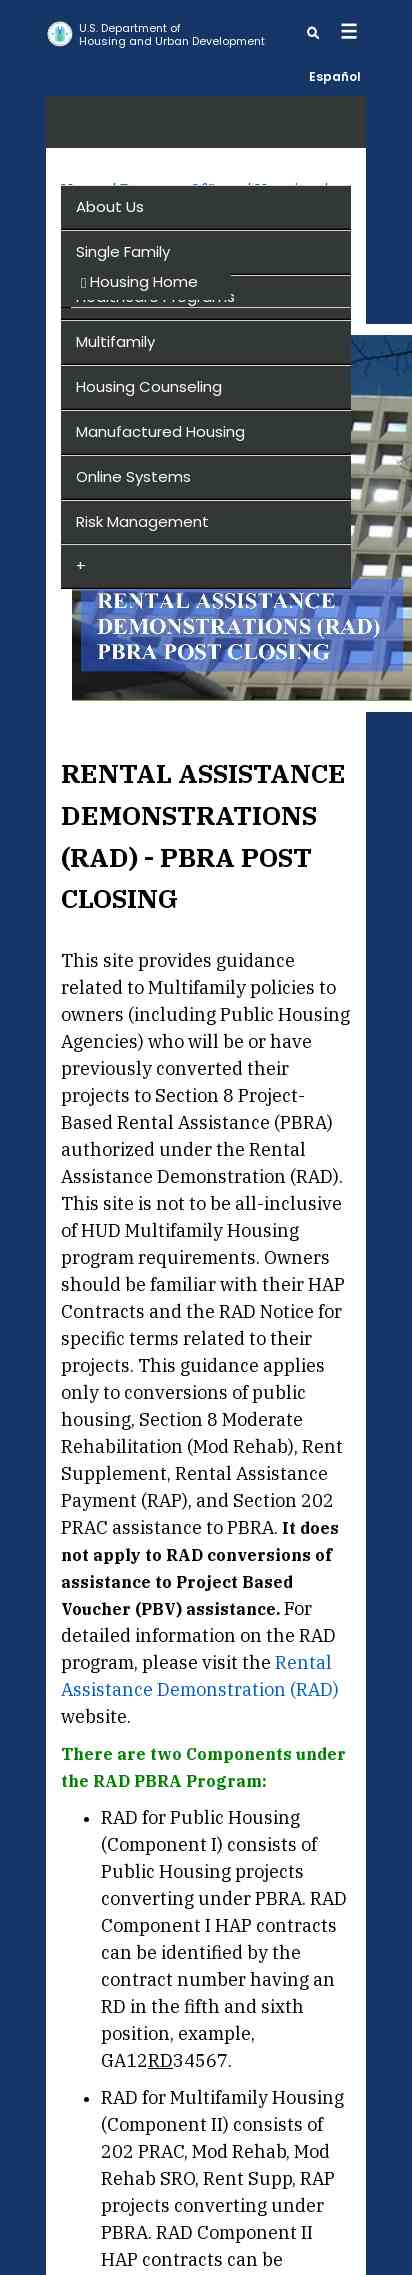 U.S. Department of
Housing and Urban Development
Español
About Us
Single Family
Housing Home
Healthcare Programs
Multifamily
Housing Counseling
Manufactured Housing
Online Systems
Risk Management
+
RENTAL ASSISTANCE
DEMONSTRATIONS (RAD)
PBRA POST CLOSING
RENTAL ASSISTANCE
DEMONSTRATIONS
(RAD) - PBRA POST
CLOSING
This site provides guidance
related to Multifamily policies to
owners (including Public Housing
Agencies) who will be or have
previously converted their
projects to Section 8 Project-
Based Rental Assistance (PBRA)
authorized under the Rental
Assistance Demonstration (RAD).
This site is not to be all-inclusive
of HUD Multifamily Housing
program requirements. Owners
should be familiar with their HAP
Contracts and the RAD Notice for
specific terms related to their
projects. This guidance applies
only to conversions of public
housing, Section 8 Moderate
Rehabilitation (Mod Rehab), Rent
Supplement, Rental Assistance
Payment (RAP), and Section 202
PRAC assistance to PBRA. It does
not apply to RAD conversions of
assistance to Project Based
Voucher (PBV) assistance. For
detailed information on the RAD
program, please visit the Rental
Assistance Demonstration (RAD)
website.
There are two Components under
the RAD PBRA Program:
• RAD for Public Housing
(Component I) consists of
Public Housing projects
converting under PBRA. RAD
Component I HAP contracts
can be identified by the
contract number having an
RD in the fifth and sixth
position, example,
GA12RD34567.
• RAD for Multifamily Housing
(Component II) consists of
202 PRAC, Mod Rehab, Mod
Rehab SRO, Rent Supp, RAP
projects converting under
PBRA. RAD Component II
HAP contracts can be